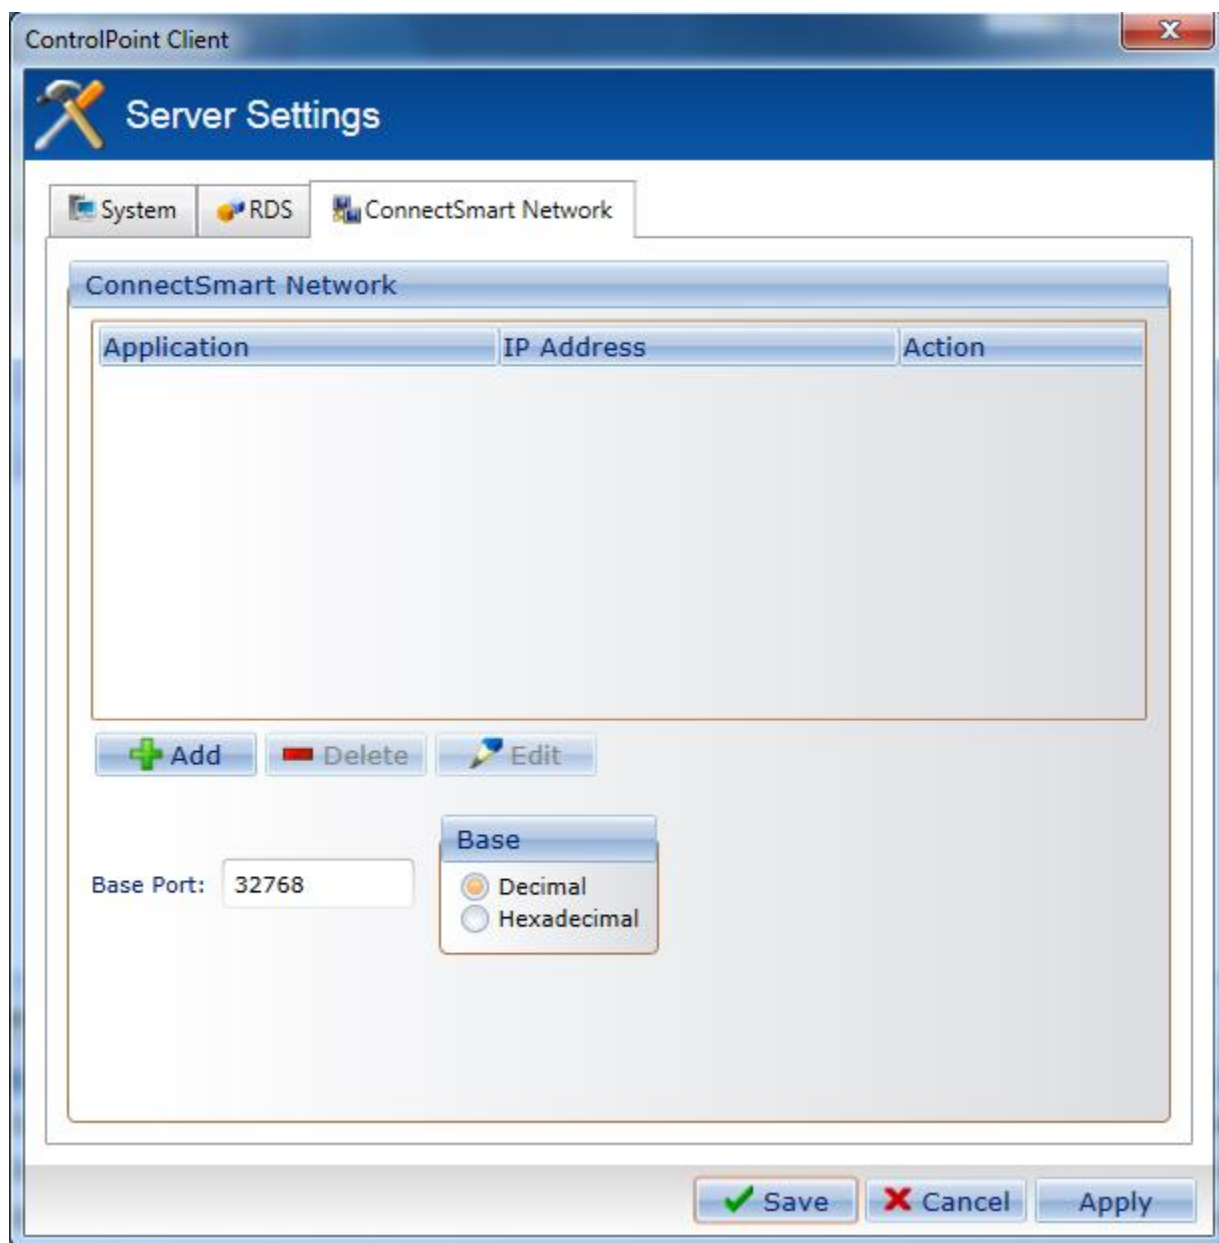 ControlPoint Client
X
Server Settings
System RDS ConnectSmart Network
ConnectSmart Network
Application IP Address Action
Add Delete Edit
Base
Base Port: 32768
Decimal
Hexadecimal
Save Cancel Apply